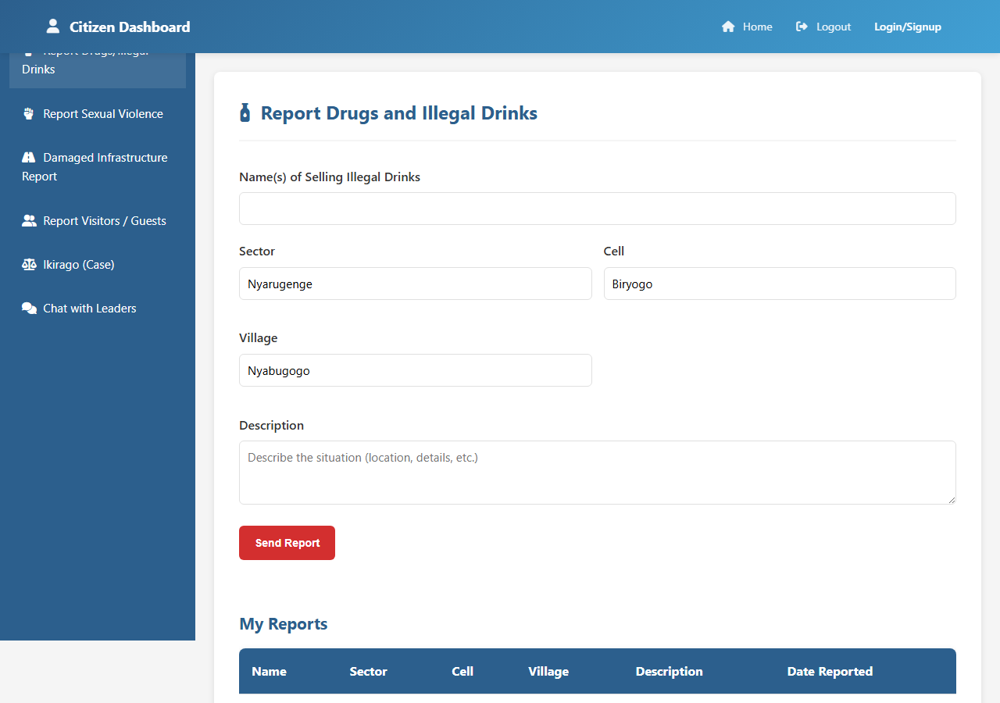 Citizen Dashboard
Home
Logout
Login/Signup
Report Drugs/Illegal
Drinks
Report Sexual Violence
Damaged Infrastructure
Report
Report Visitors / Guests
Ikirago (Case)
Chat with Leaders
Report Drugs and Illegal Drinks
Name(s) of Selling Illegal Drinks
Sector
Cell
Nyarugenge
Biryogo
Village
Nyabugogo
Description
Describe the situation (location, details, etc.)
Send Report
My Reports
Name Sector Cell Village Description Date Reported